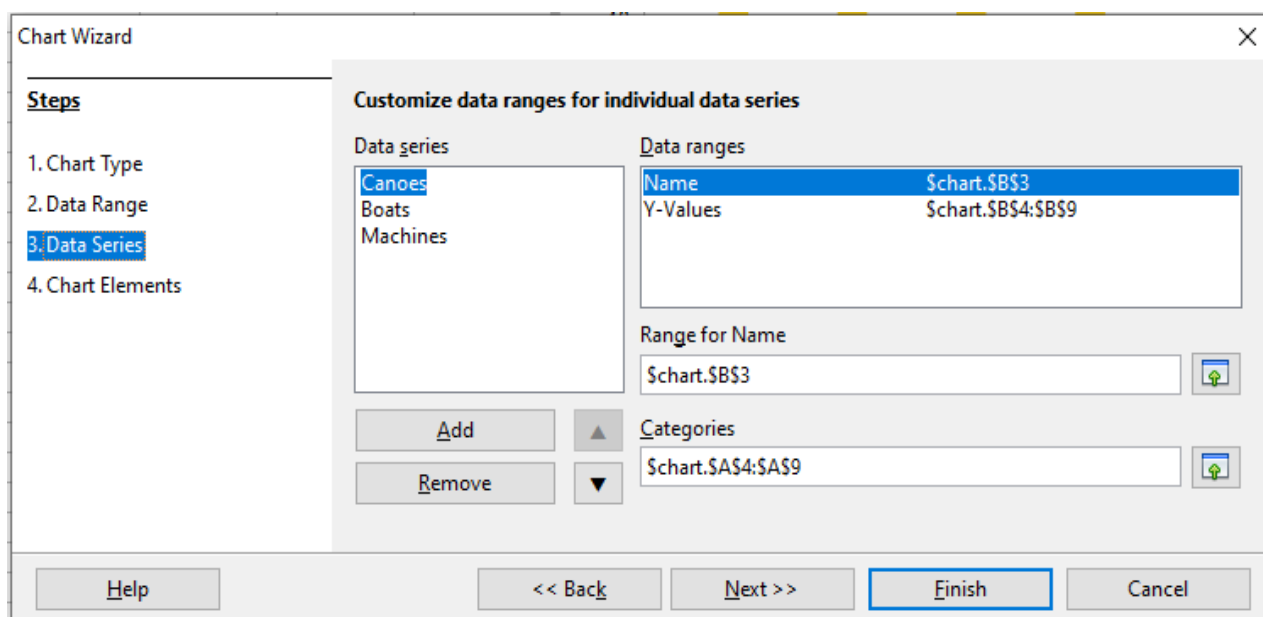 Chart Wizard
Steps
1. Chart Type
2. Data Range
3. Data Series
4. Chart Elements
Customize data ranges for individual data series
Data series
Canoes
Boats
Machines
Add
Remove
Data ranges
Name $chart.$B$3
Y-Values $chart.$B$4:$B$9
Range for Name
$chart.$B$3
Categories
$chart.$A$4:$A$9
Help
<< Back
Next >>
Finish
Cancel